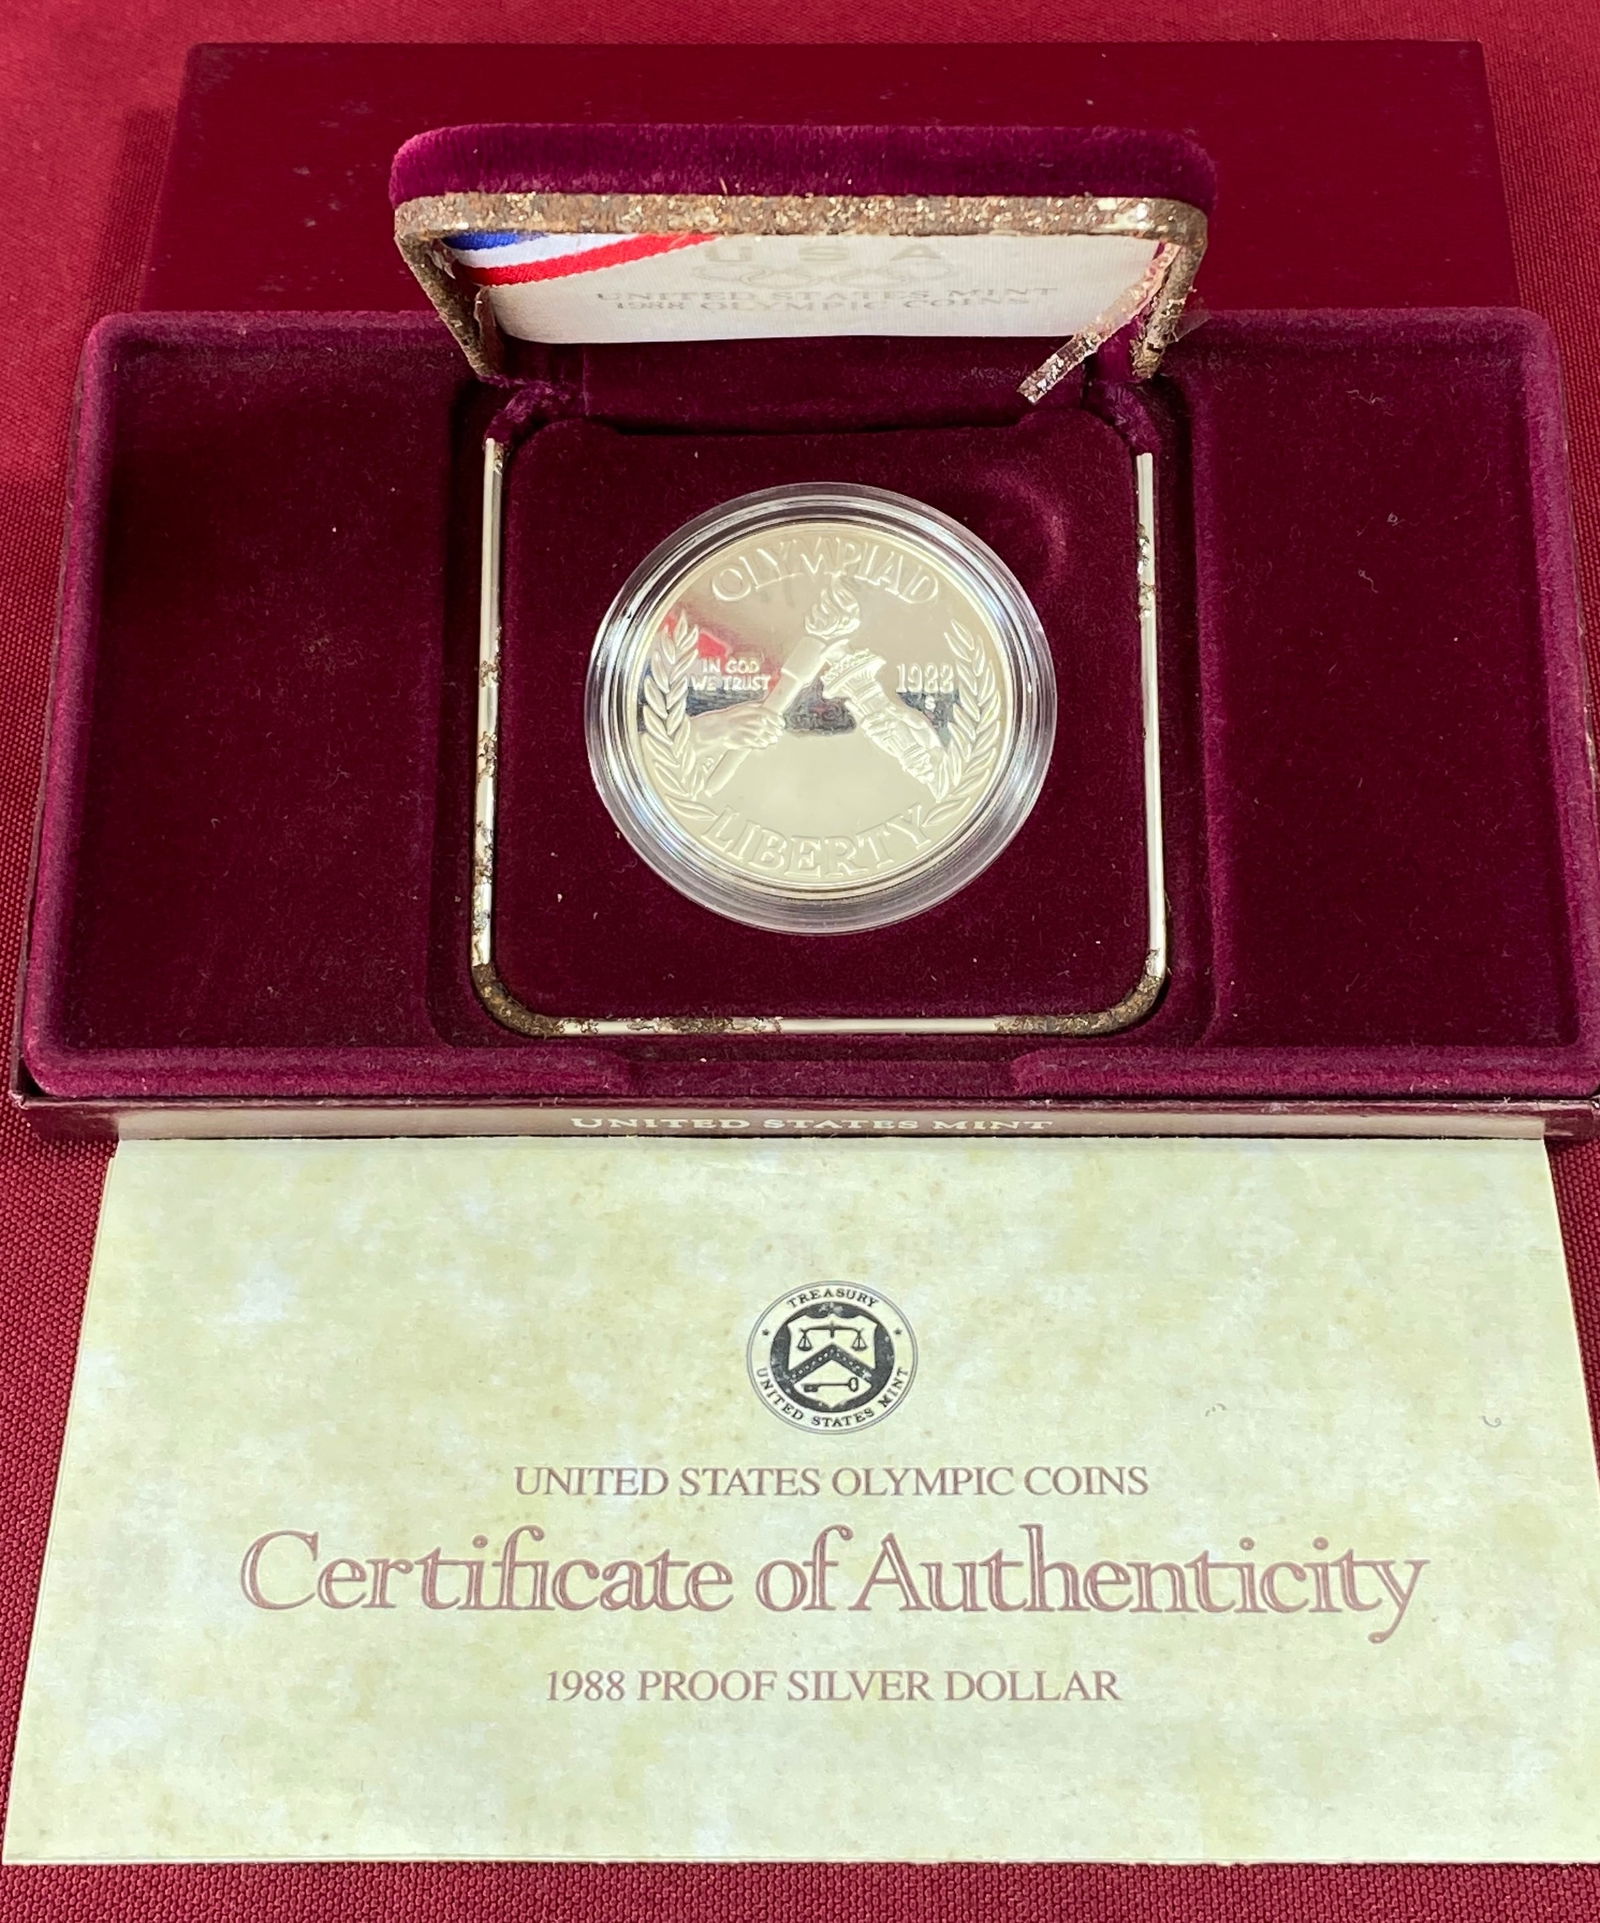 USA
UNITED STATES MINT
1988 OLYMPIC COINS
OLYMPIAD
IN GOD
WE TRUST
1988
S
LIBERTY
UNITED STATES MINT
TREASURY
UNITED STATES MINT
UNITED STATES OLYMPIC COINS
Certificate of Authenticity
1988 PROOF SILVER DOLLAR